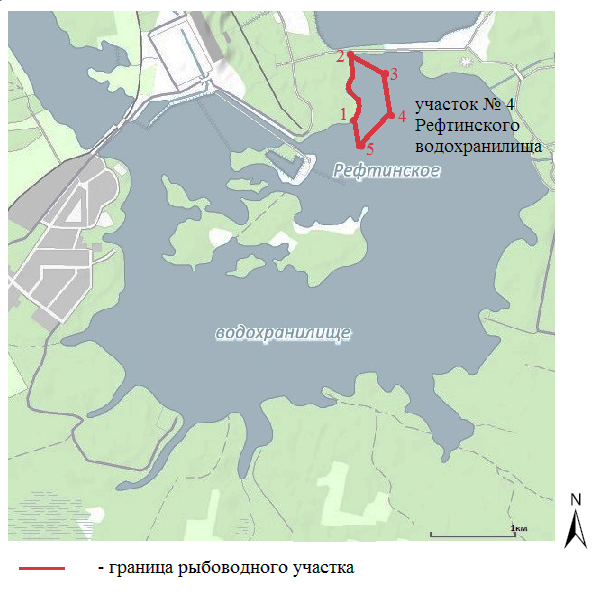 2
3
участок № 4
1
4
Рефтинского
5
водохранилища
Рефтинское
водохранилище
N
1км
- граница рыбоводного участка